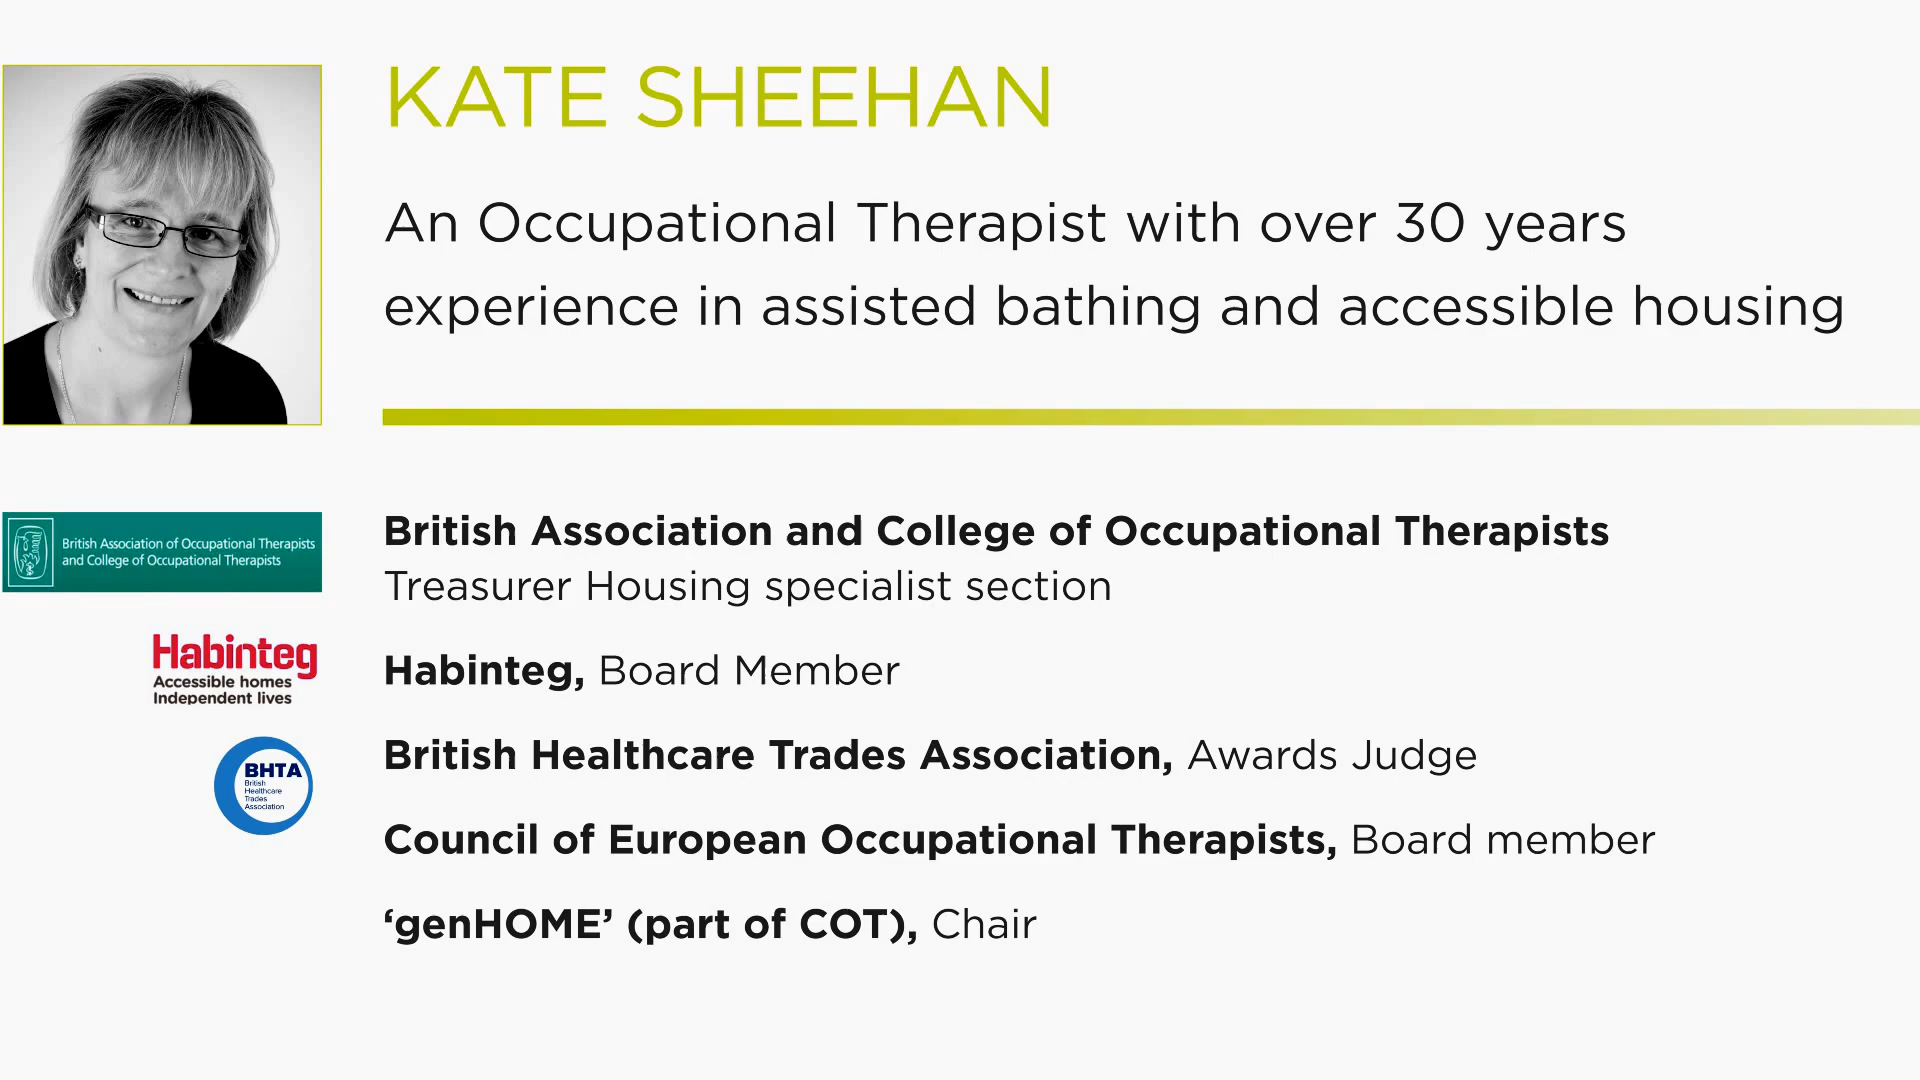 KATE SHEEHAN
An Occupational Therapist with over 30 years
experience in assisted bathing and accessible housing
British Association of Occupational Therapists
and College of Occupational Therapists
British Association and College of Occupational Therapists
Treasurer Housing specialist section
Habinteg
Accessible homes
Independent lives
Habinteg, Board Member
BHTA
British
Healthcare
Trades
Association
British Healthcare Trades Association, Awards Judge
Council of European Occupational Therapists, Board member
‘genHOME’ (part of COT), Chair